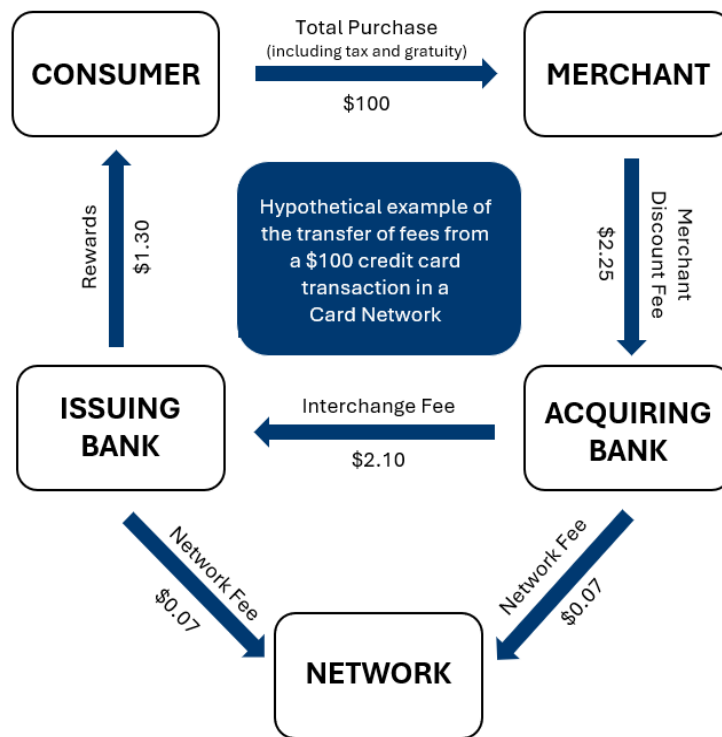 Total Purchase
(including tax and gratuity)
CONSUMER
MERCHANT
$100
Rewards
$1.30
Hypothetical example of
the transfer of fees from
a $100 credit card
transaction in a
Card Network
Merchant
Discount Fee
$2.25
ISSUING
BANK
Interchange Fee
$2.10
ACQUIRING
BANK
Network Fee
$0.07
Network Fee
$0.07
NETWORK